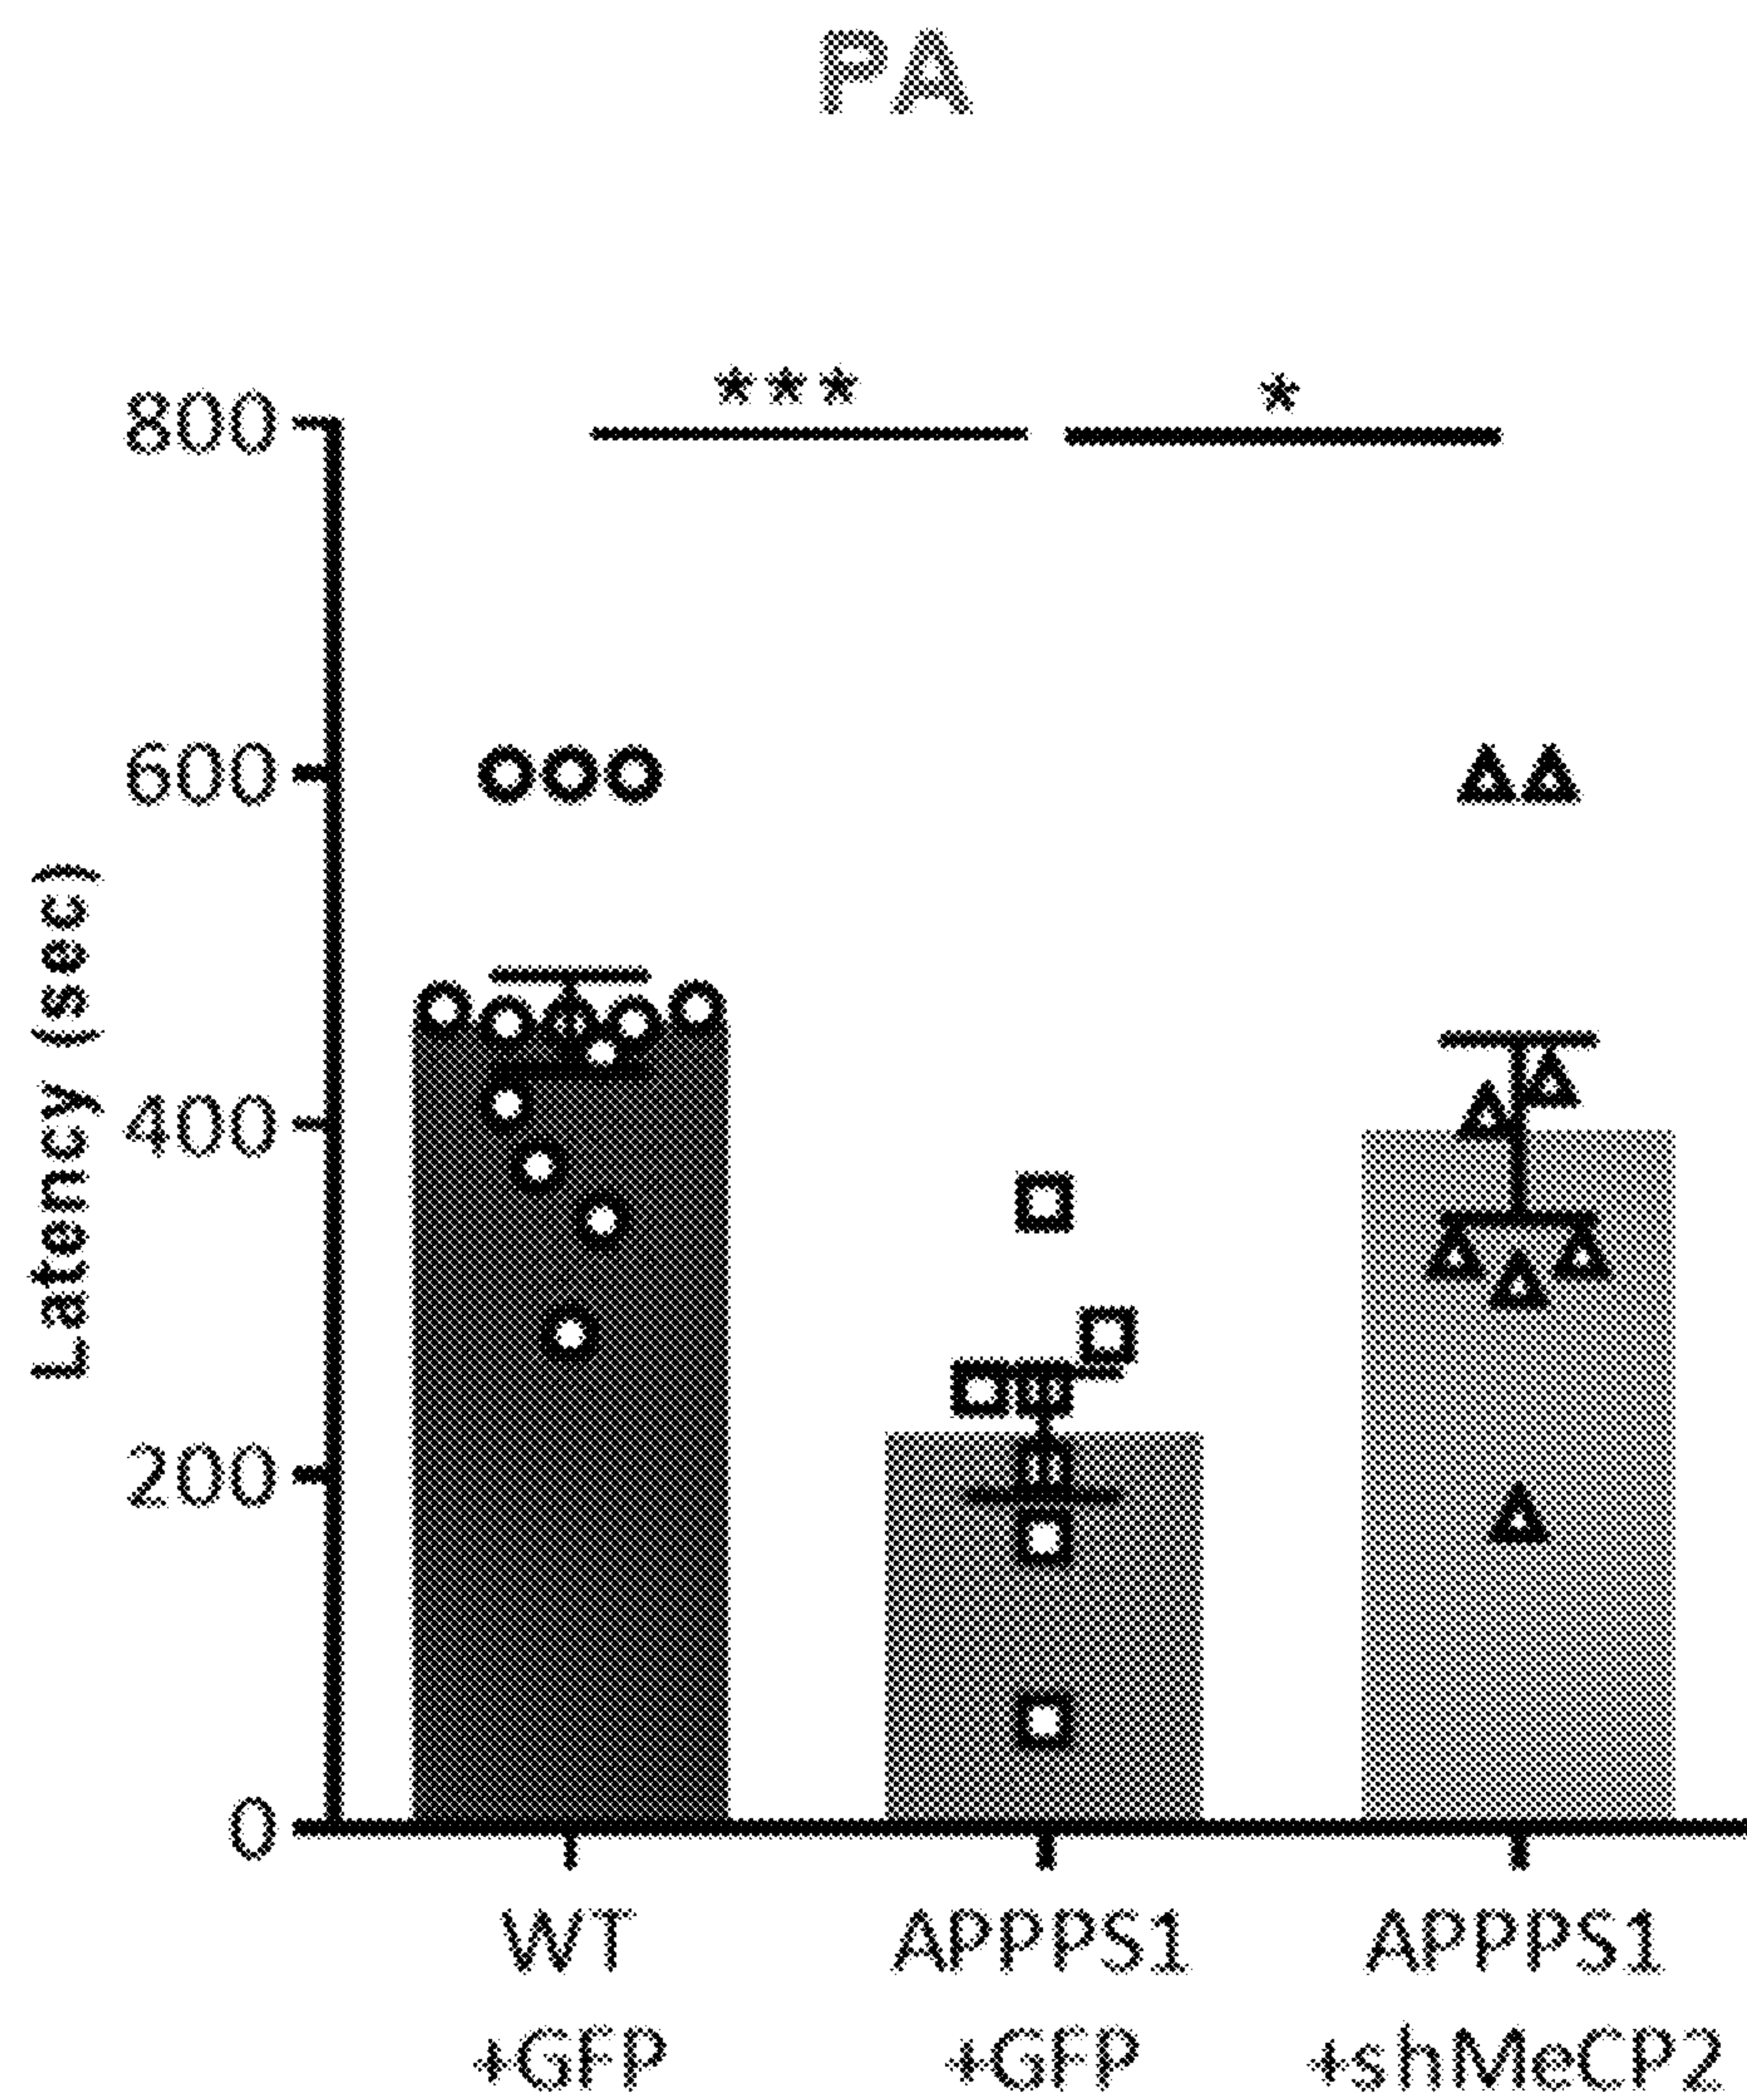 PA
*** *
800
600
400
200
0
Latency (sec)
WT APPPS1 APPPS1
+GFP +GFP +shMeCP2